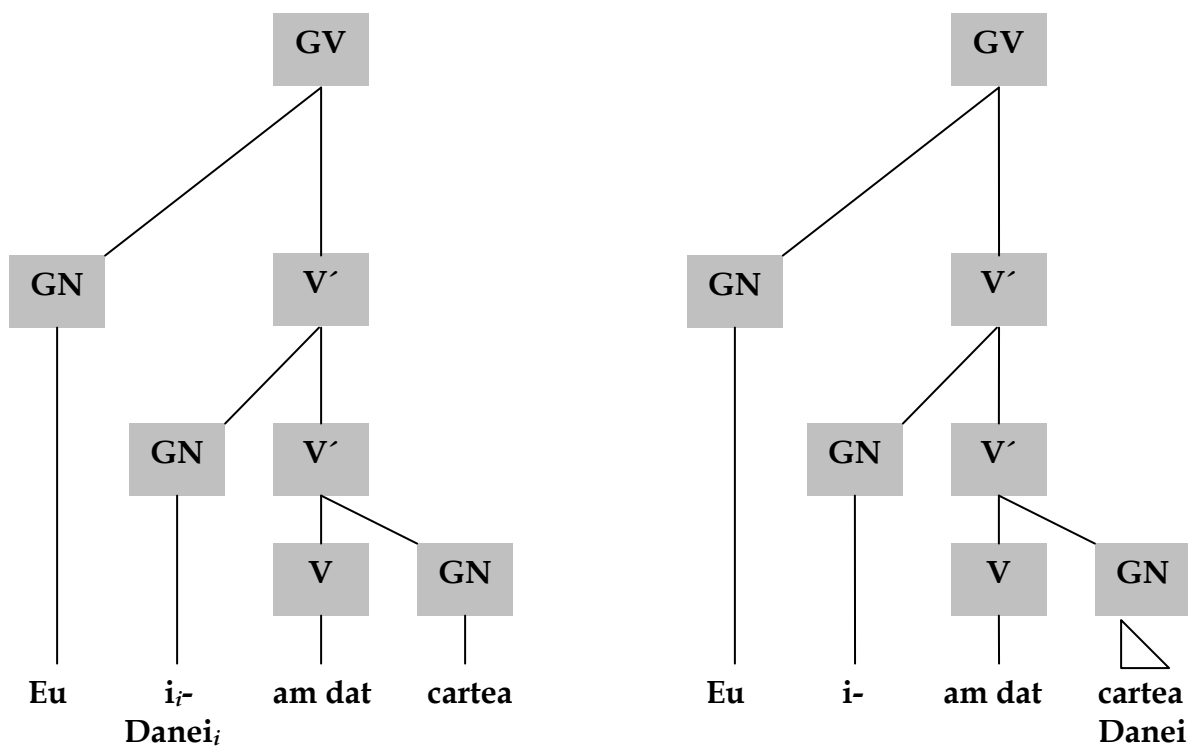 GV GV
GN V´ GN V´
GN V´ GN V´
V GN V GN
Eu iᵢ- am dat cartea Eu i- am dat cartea
Daneiᵢ Danei